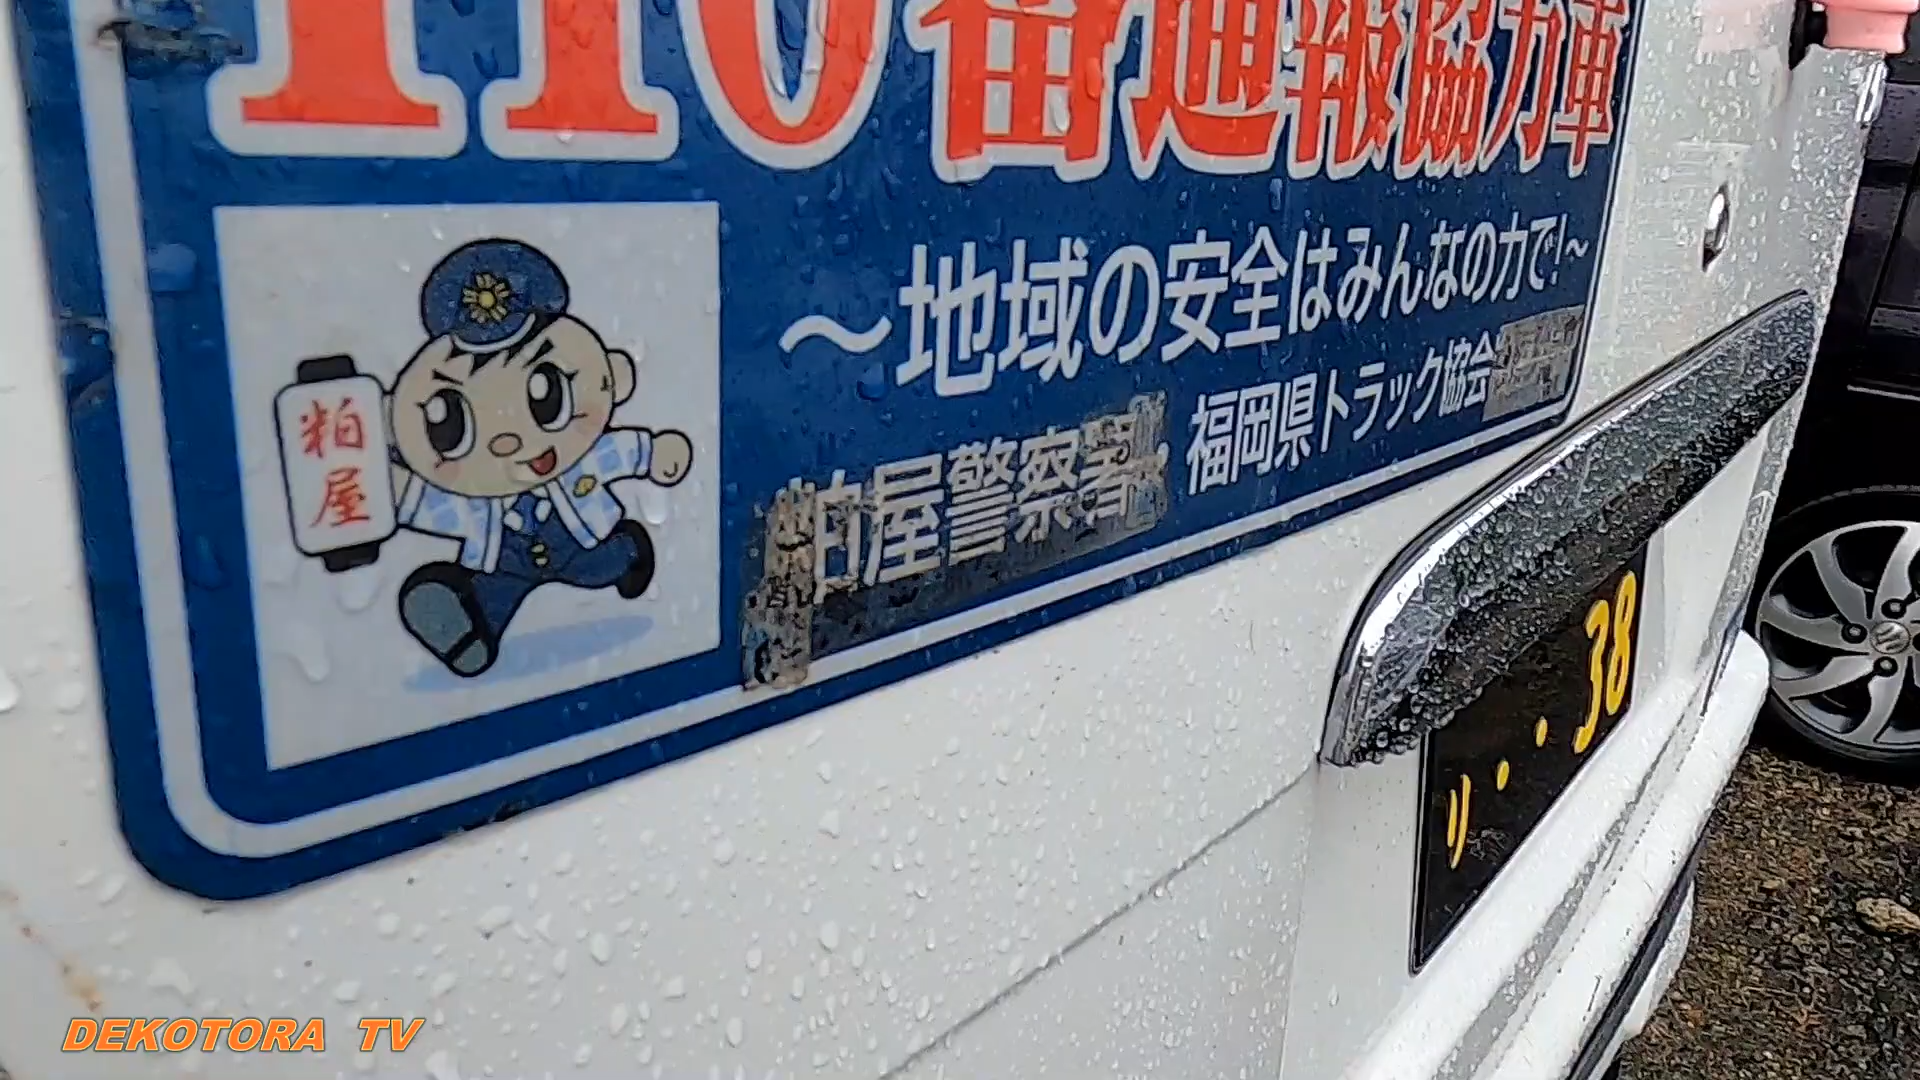 110番通報協力車
～地域の安全はみんなの力で!～
粕屋警察署 福岡県トラック協会
粕屋
り ・・38
DEKOTORA TV